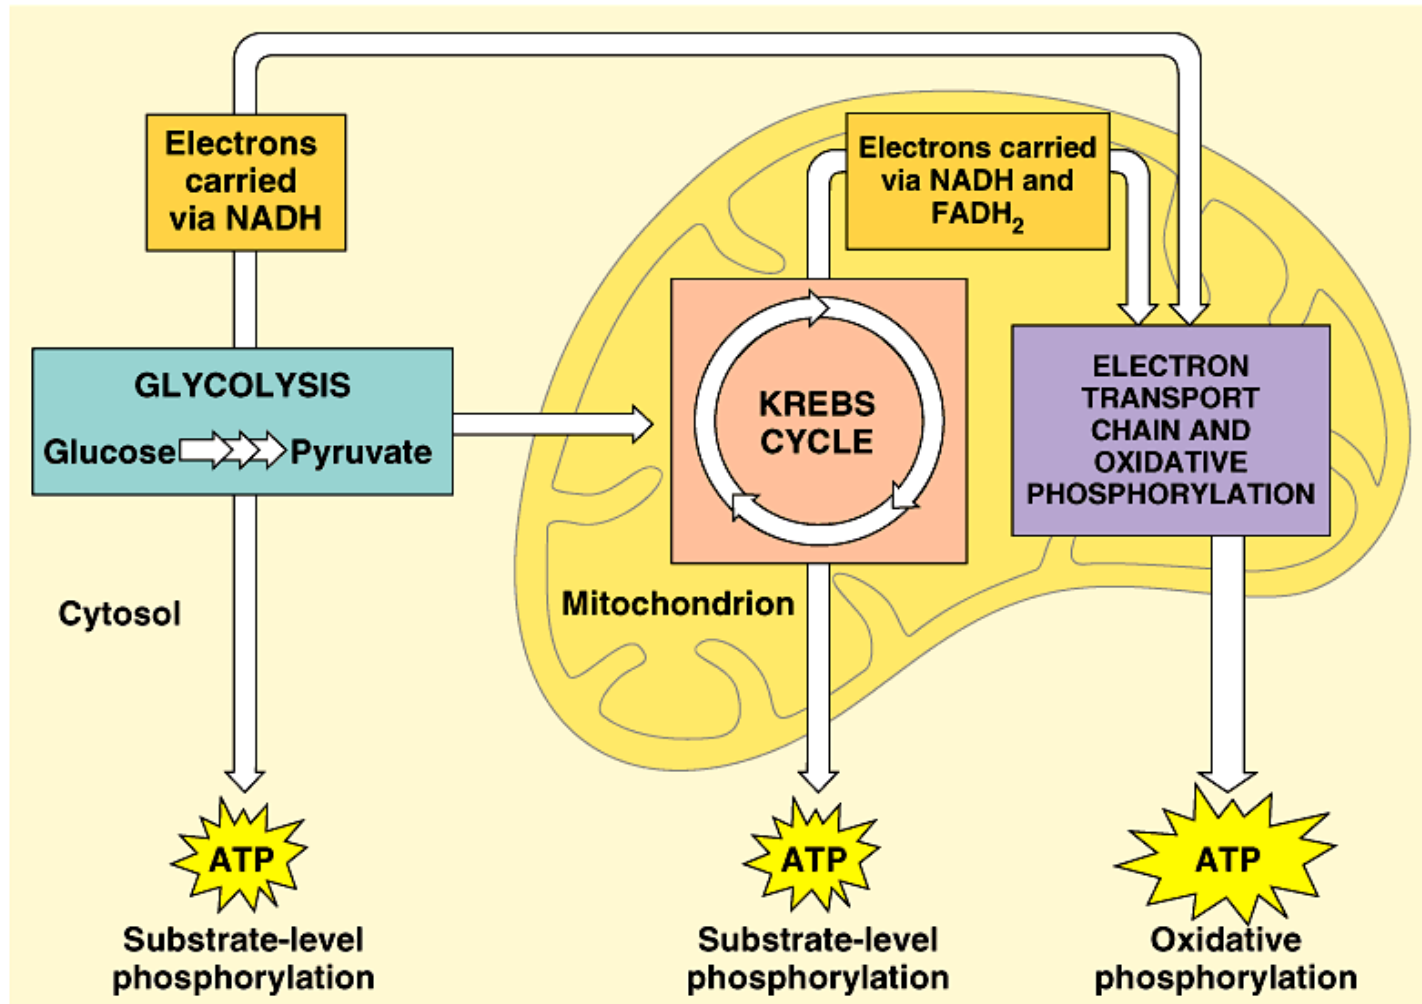 Electrons
carried
via NADH
Electrons carried
via NADH and
FADH2
GLYCOLYSIS
Glucose Pyruvate
KREBS
CYCLE
ELECTRON
TRANSPORT
CHAIN AND
OXIDATIVE
PHOSPHORYLATION
Cytosol
Mitochondrion
ATP
ATP
ATP
Substrate-level
phosphorylation
Substrate-level
phosphorylation
Oxidative
phosphorylation